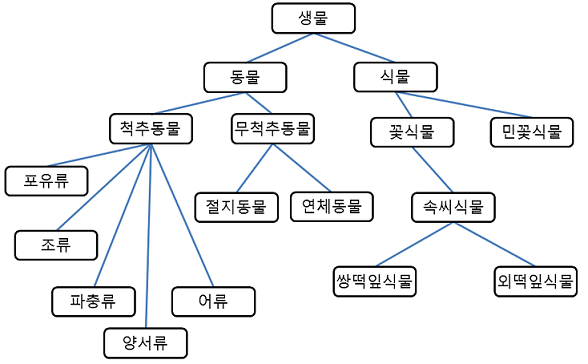 생물
동물
식물
척추동물
무척추동물
꽃식물
민꽃식물
포유류
절지동물
연체동물
속씨식물
조류
쌍떡잎식물
외떡잎식물
파충류
어류
양서류